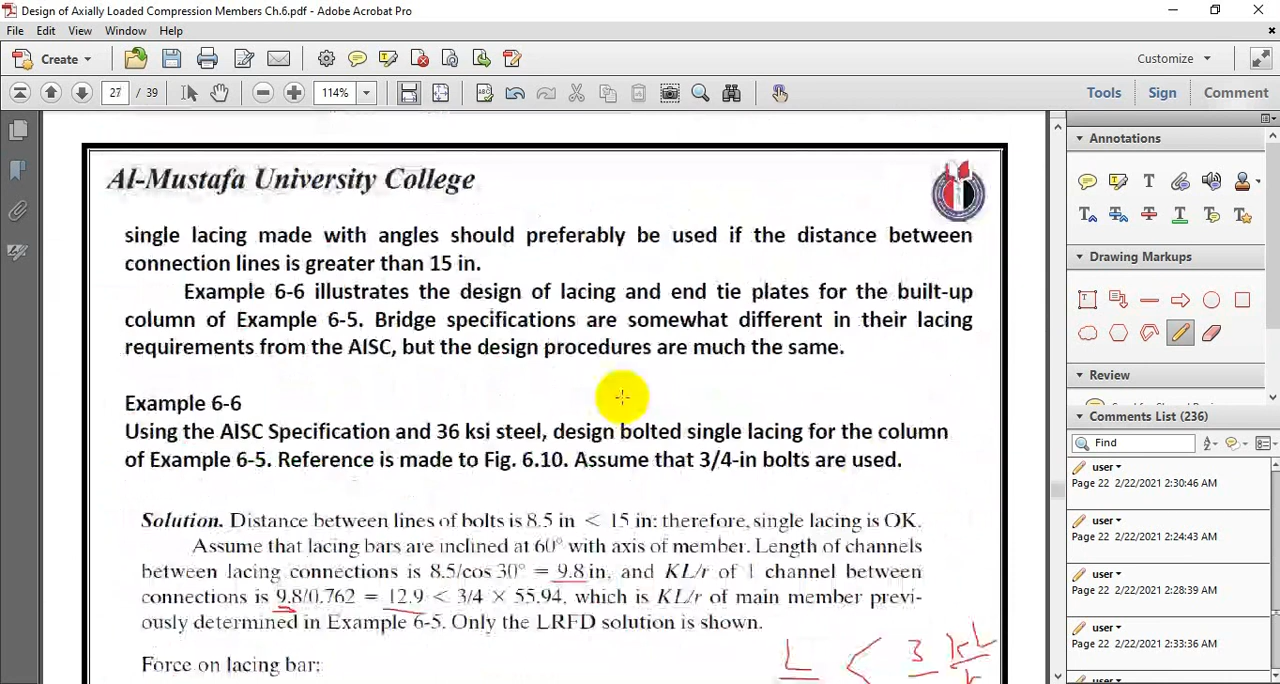 Design of Axially Loaded Compression Members Ch.6.pdf - Adobe Acrobat Pro
File Edit View Window Help
Create Customize
27 / 39 114% Tools Sign Comment
Al-Mustafa University College
single lacing made with angles should preferably be used if the distance between
connection lines is greater than 15 in.
Example 6-6 illustrates the design of lacing and end tie plates for the built-up
column of Example 6-5. Bridge specifications are somewhat different in their lacing
requirements from the AISC, but the design procedures are much the same.
Example 6-6
Using the AISC Specification and 36 ksi steel, design bolted single lacing for the column
of Example 6-5. Reference is made to Fig. 6.10. Assume that 3/4-in bolts are used.
Solution. Distance between lines of bolts is 8.5 in < 15 in: therefore, single lacing is OK.
Assume that lacing bars are inclined at 60° with axis of member. Length of channels
between lacing connections is 8.5/cos 30° = 9.8 in, and KL/r of 1 channel between
connections is 9.8/0.762 = 12.9 < 3/4 × 55.94, which is KL/r of main member previ-
ously determined in Example 6-5. Only the LRFD solution is shown.
Force on lacing bar:
L < 3 KL
r
Annotations
Drawing Markups
Review
Comments List (236)
Find
user
Page 22 2/22/2021 2:30:46 AM
user
Page 22 2/22/2021 2:24:43 AM
user
Page 22 2/22/2021 2:28:39 AM
user
Page 22 2/22/2021 2:33:36 AM